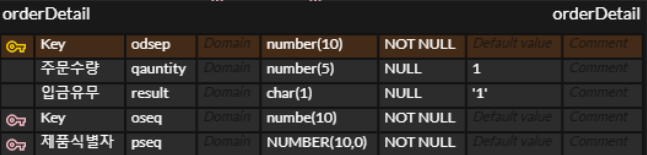 orderDetail orderDetail
Key odsep Domain number(10) NOT NULL Default value Comment
주문수량 qauntity Domain number(5) NULL 1 Comment
입금유무 result Domain char(1) NULL '1' Comment
Key oseq Domain numbe(10) NOT NULL Default value Comment
제품식별자 pseq Domain NUMBER(10,0) NOT NULL Default value Comment